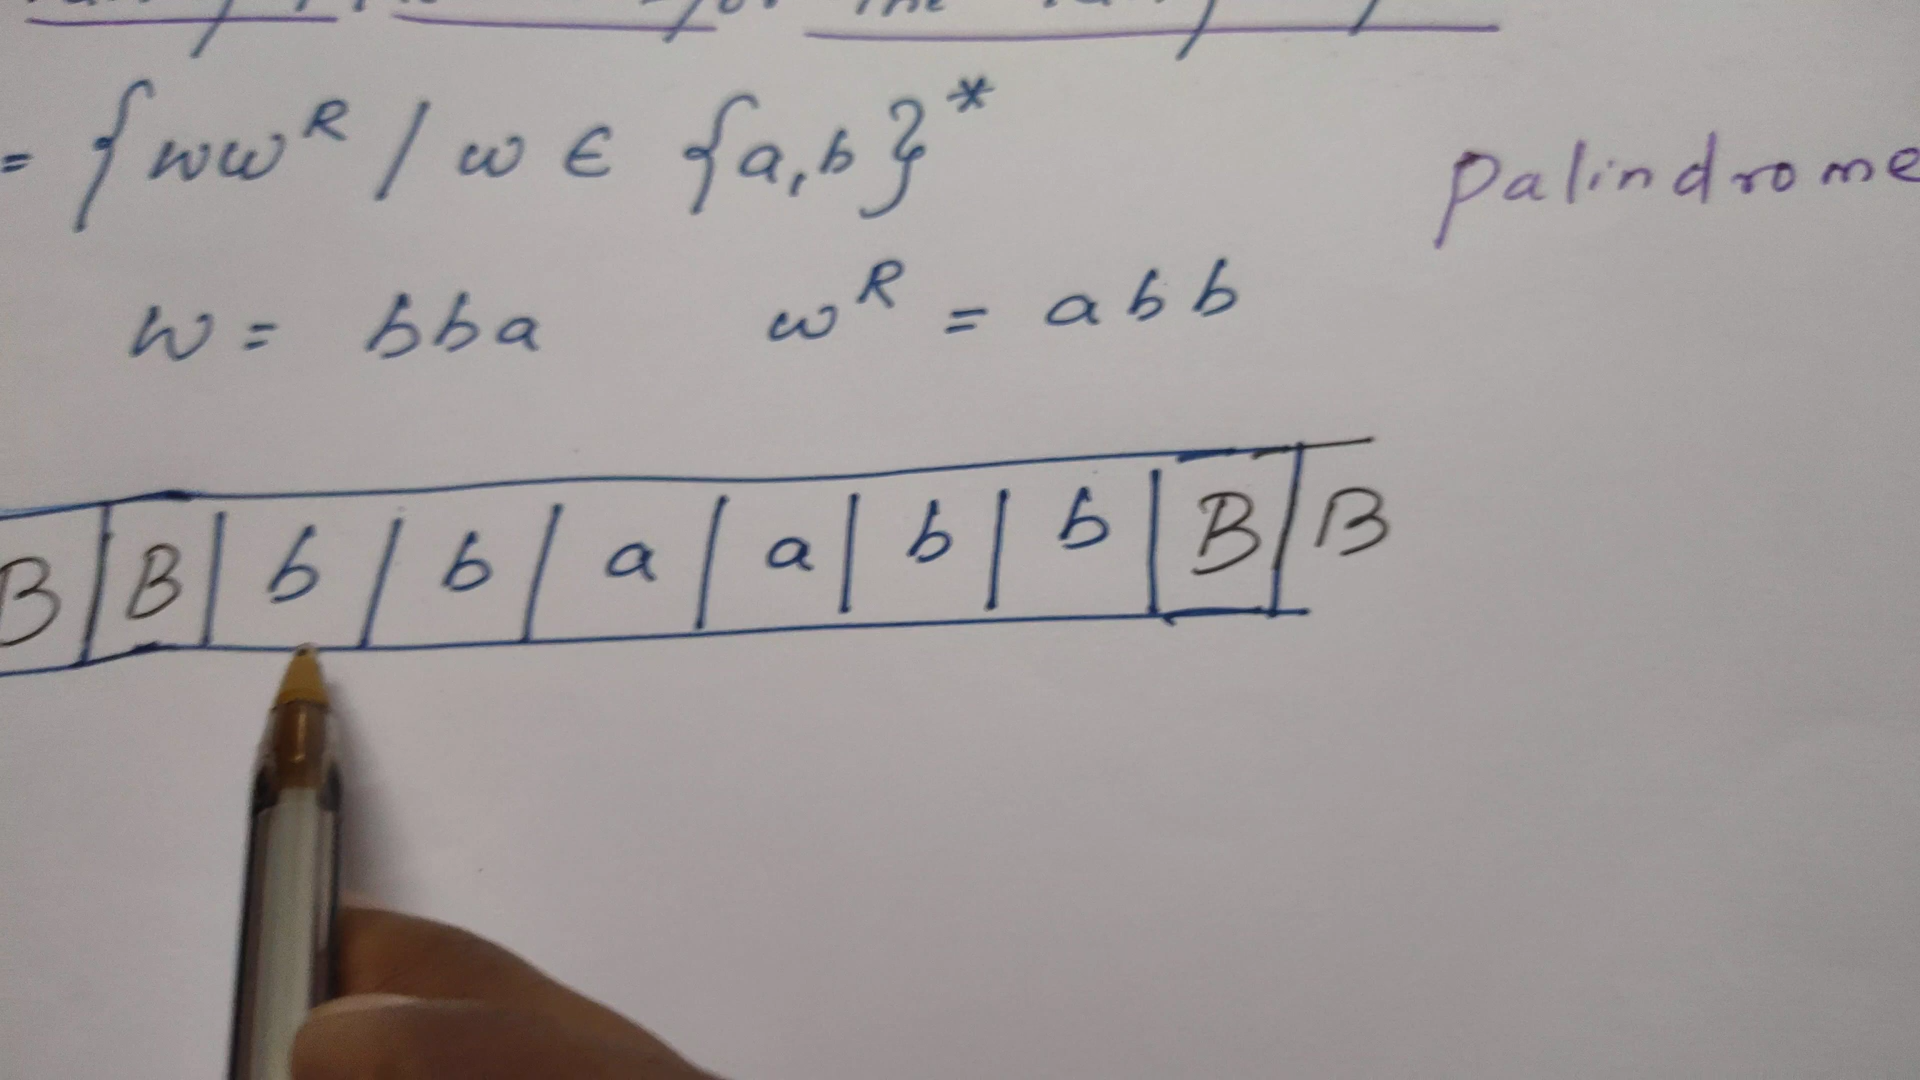 = {ww^R / w ∈ {a,b}*
Palindrome
w = bba w^R = abb
B B b b a a b b B B